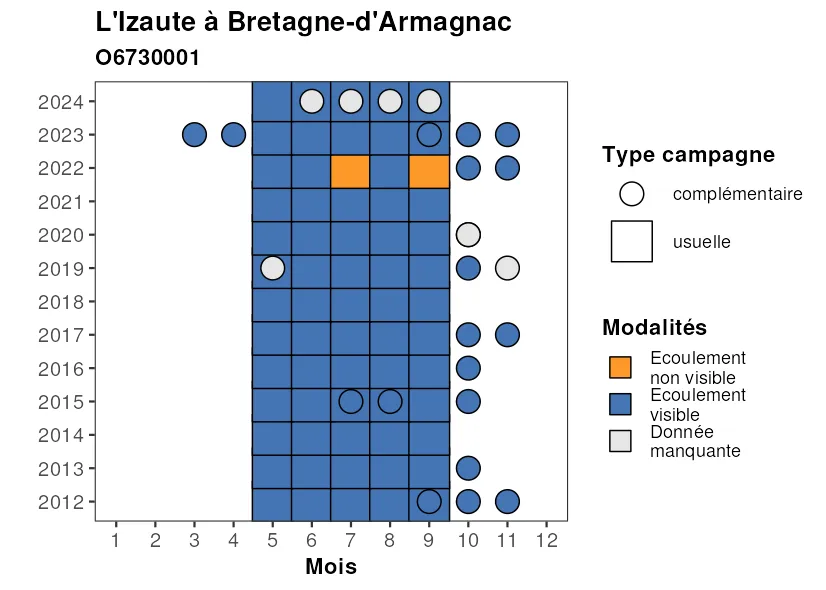 L'Izaute à Bretagne-d'Armagnac
O6730001
2024
2023
2022
2021
2020
2019
2018
2017
2016
2015
2014
2013
2012
1 2 3 4 5 6 7 8 9 10 11 12
Mois
Type campagne
complémentaire
usuelle
Modalités
Ecoulement
non visible
Ecoulement
visible
Donnée
manquante